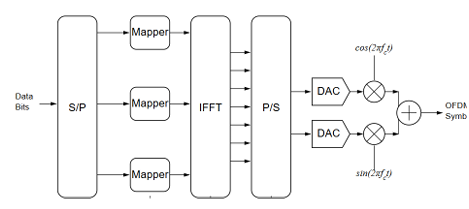 Data
Bits
S/P
Mapper
Mapper
Mapper
IFFT
P/S
DAC
DAC
cos(2πfct)
sin(2πfct)
OFDM
Symb